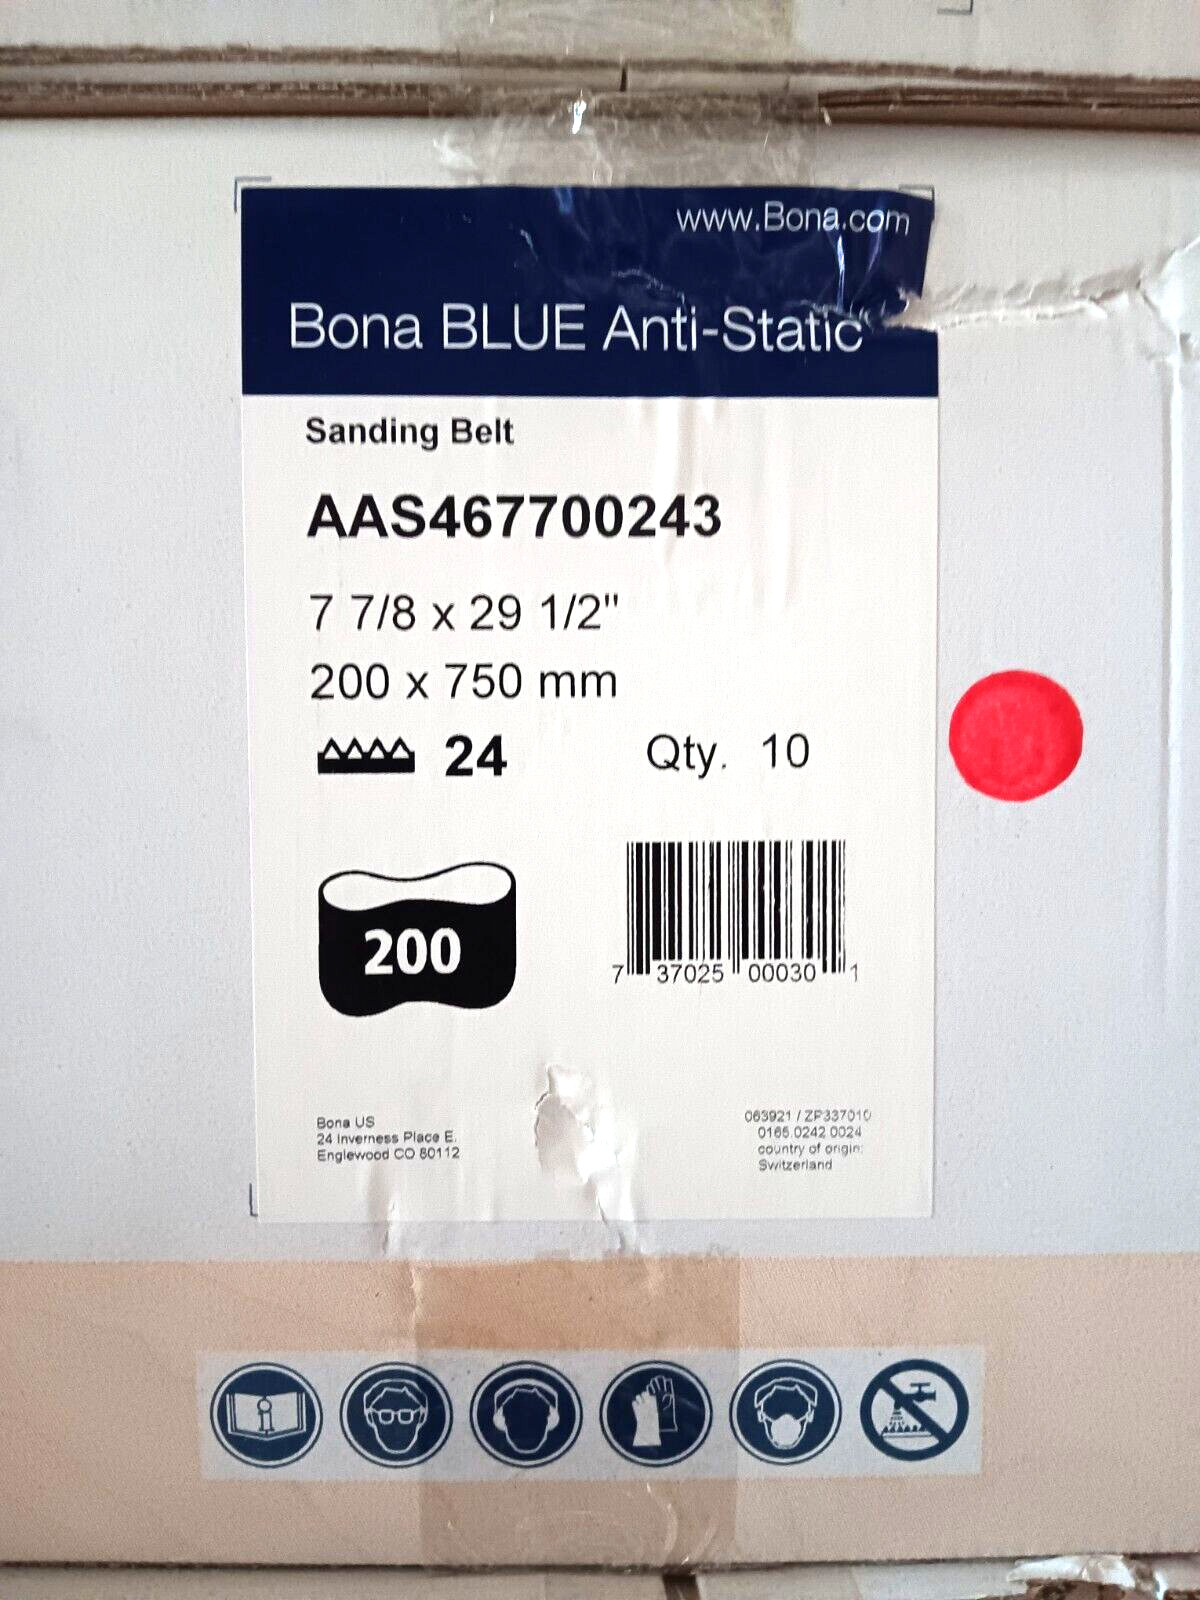 www.Bona.com
Bona BLUE Anti-Static
Sanding Belt
AAS467700243
7 7/8 x 29 1/2"
200 x 750 mm
24 Qty. 10
200
7 37025 00030 1
Bona US
24 Inverness Place E.
Englewood CO 80112
063921 / ZP337010
0165.0242.0024
country of origin:
Switzerland